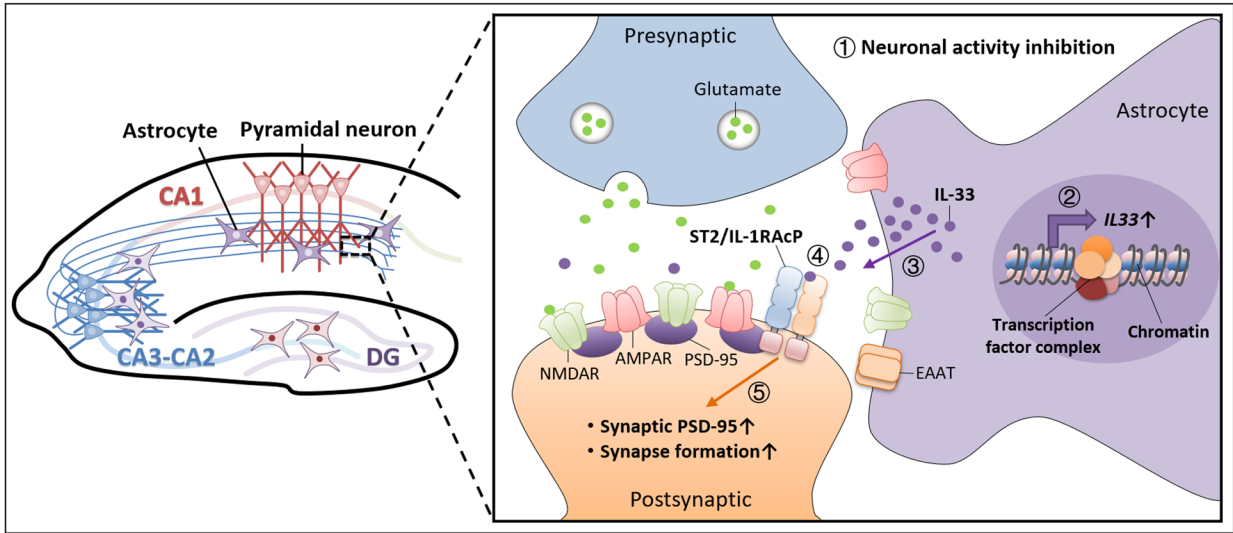 Astrocyte
Pyramidal neuron
CA1
CA3-CA2
DG
Presynaptic
① Neuronal activity inhibition
Glutamate
Astrocyte
IL-33
②
IL33↑
ST2/IL-1RAcP
④
③
Transcription
factor complex
Chromatin
NMDAR
AMPAR
PSD-95
EAAT
⑤
• Synaptic PSD-95↑
• Synapse formation↑
Postsynaptic